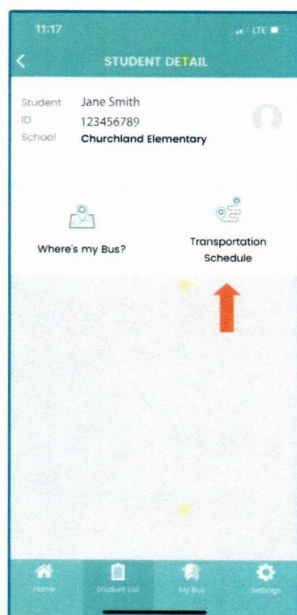 11:17
LTE
STUDENT DETAIL
Student Jane Smith
ID 123456789
School Churchland Elementary
Where's my Bus?
Transportation
Schedule
Home Student List My Bus Settings